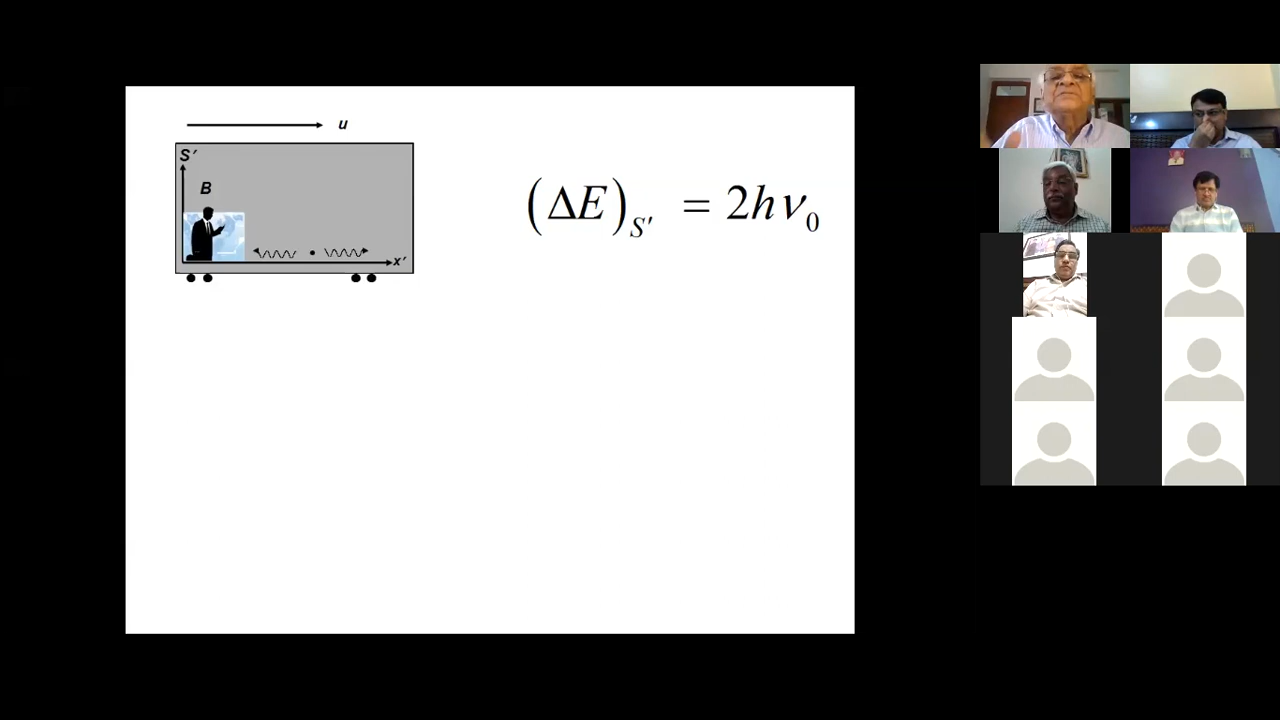 u
S′
B
x′
(ΔE)_{S′} = 2hν₀